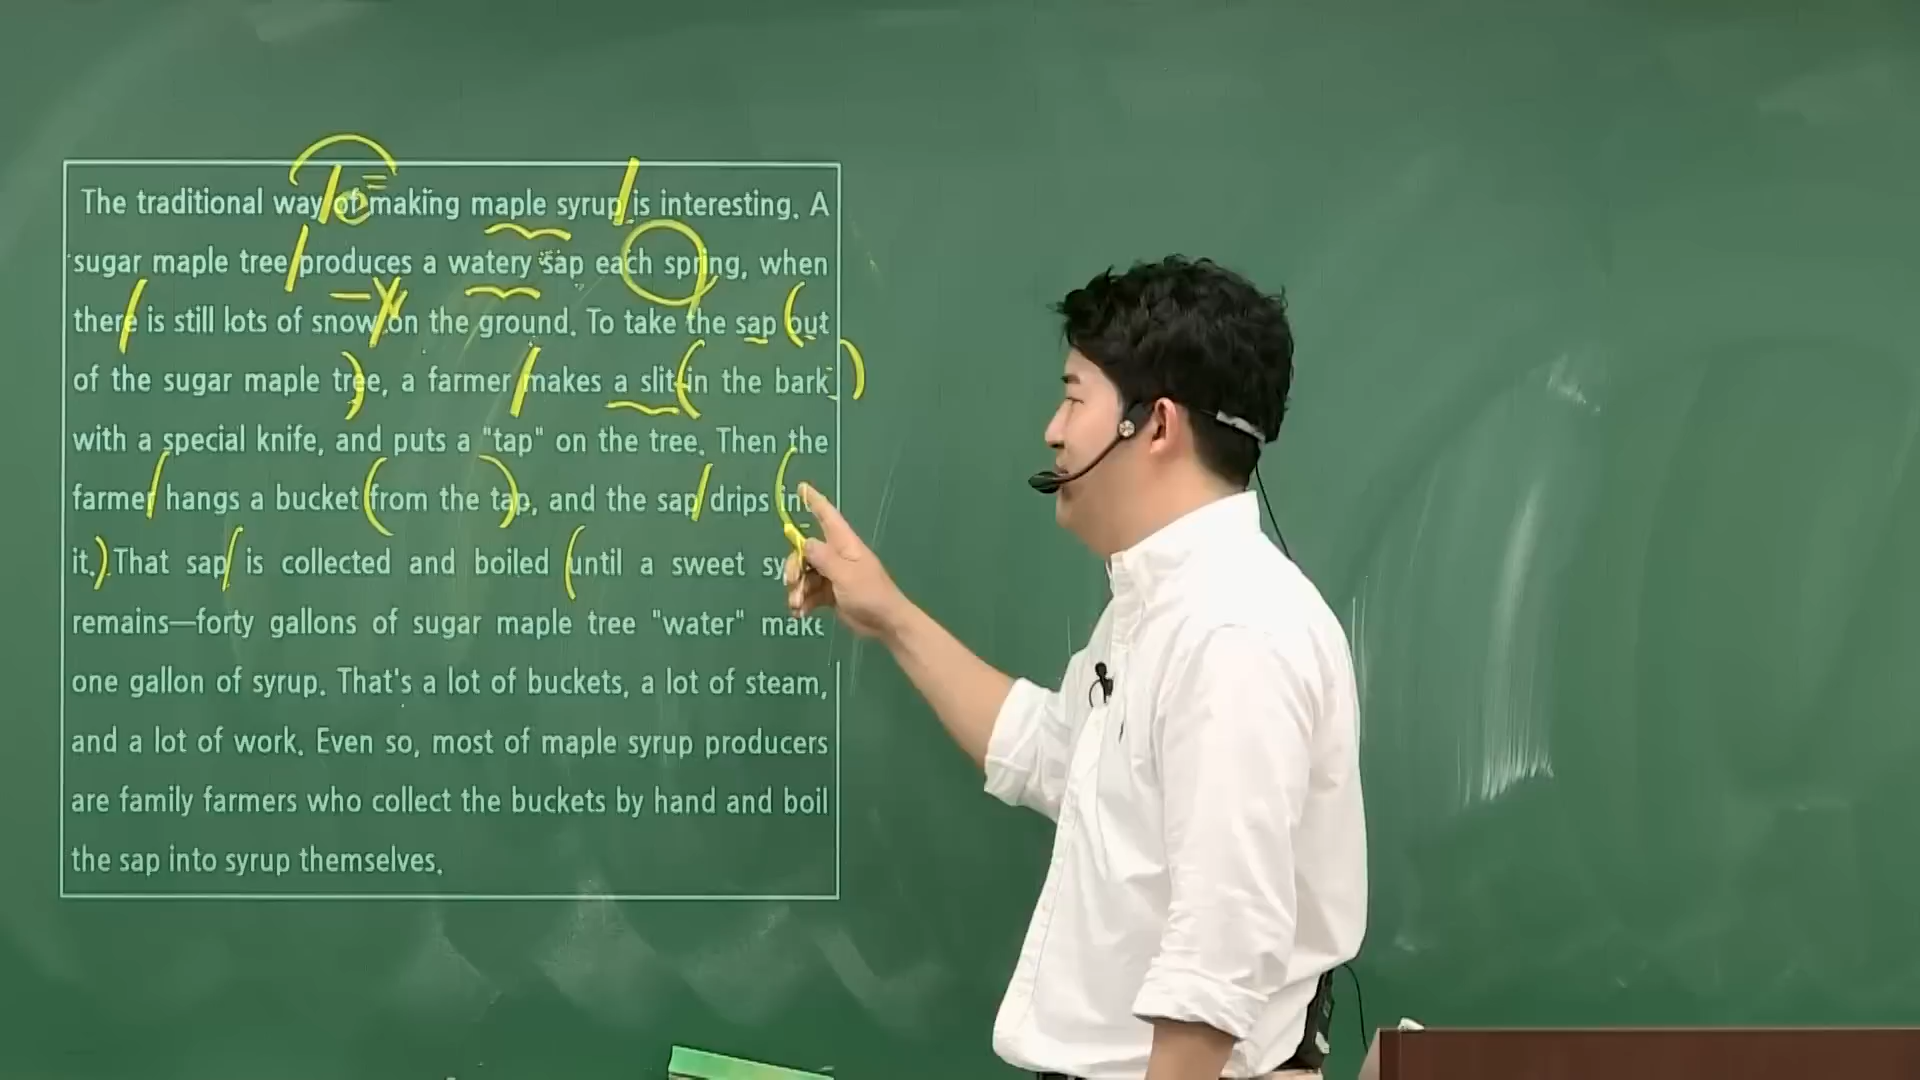 The traditional way of making maple syrup is interesting. A
sugar maple tree produces a watery sap each spring, when
there is still lots of snow on the ground. To take the sap out
of the sugar maple tree, a farmer makes a slit in the bark
with a special knife, and puts a "tap" on the tree. Then the
farmer hangs a bucket from the tap, and the sap drips
it. That sap is collected and boiled until a sweet
remains—forty gallons of sugar maple tree "water" make
one gallon of syrup. That's a lot of buckets, a lot of steam,
and a lot of work. Even so, most of maple syrup producers
are family farmers who collect the buckets by hand and boil
the sap into syrup themselves.